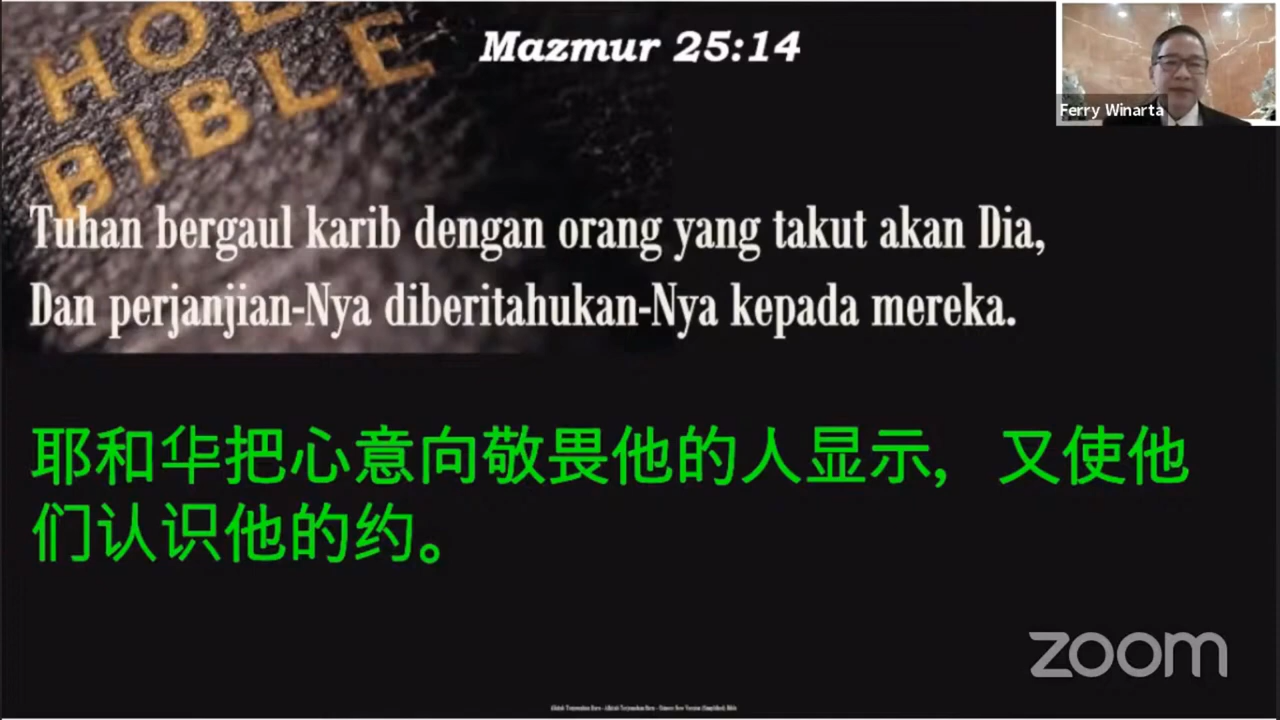 HOLY
BIBLE
Mazmur 25:14
Ferry Winarta
Tuhan bergaul karib dengan orang yang takut akan Dia,
Dan perjanjian-Nya diberitahukan-Nya kepada mereka.
耶和华把心意向敬畏他的人显示，又使他
们认识他的约。
zoom